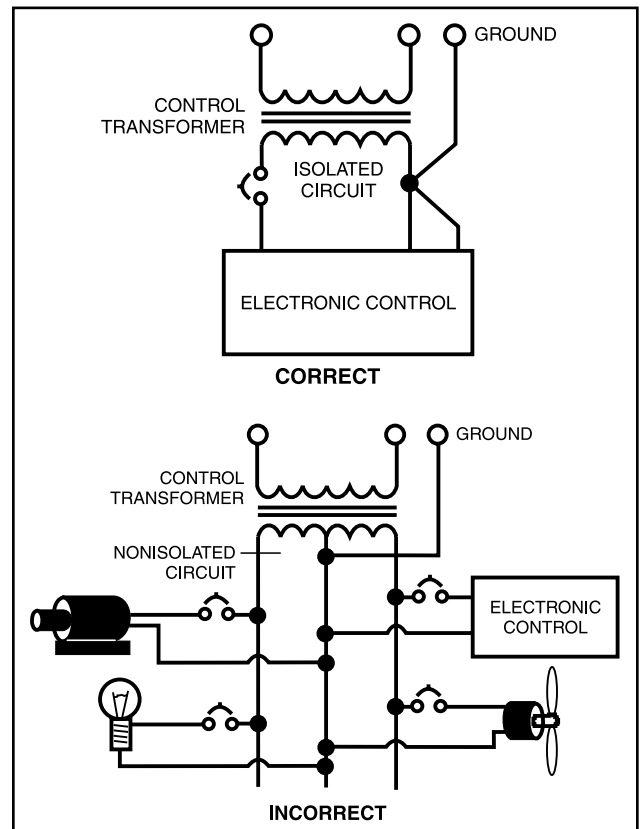 GROUND
CONTROL
TRANSFORMER
ISOLATED
CIRCUIT
ELECTRONIC CONTROL
CORRECT
GROUND
CONTROL
TRANSFORMER
NONISOLATED
CIRCUIT
ELECTRONIC
CONTROL
INCORRECT